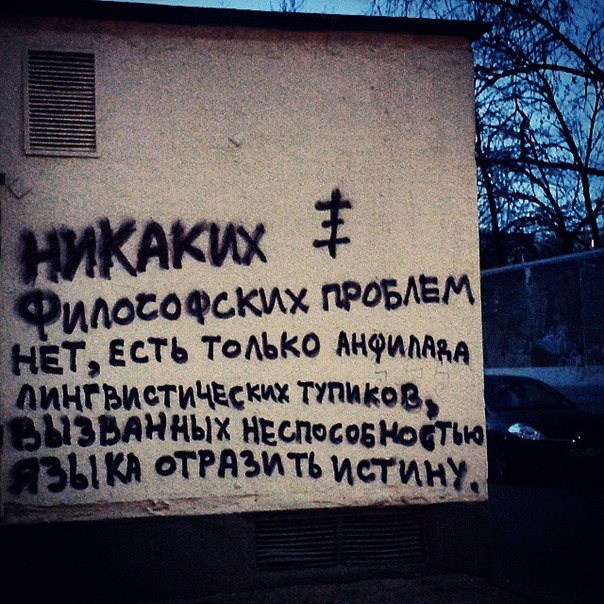 НИКАКИХ
ФИЛОСОФСКИХ ПРОБЛЕМ
НЕТ, ЕСТЬ ТОЛЬКО АНФИЛАДА
ЛИНГВИСТИЧЕСКИХ ТУПИКОВ,
ВЫЗВАННЫХ НЕСПОСОБНОСТЬЮ
ЯЗЫКА ОТРАЗИТЬ ИСТИНУ.